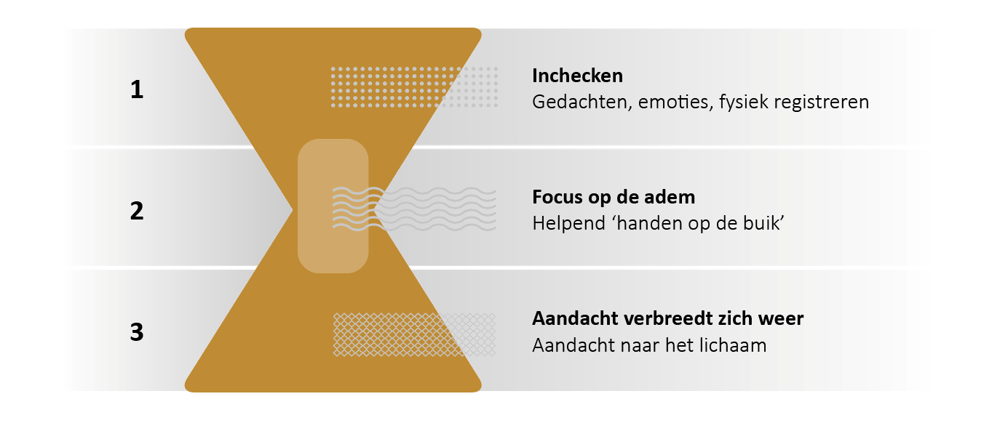 1
Inchecken
Gedachten, emoties, fysiek registreren
2
Focus op de adem
Helpend ‘handen op de buik’
3
Aandacht verbreedt zich weer
Aandacht naar het lichaam